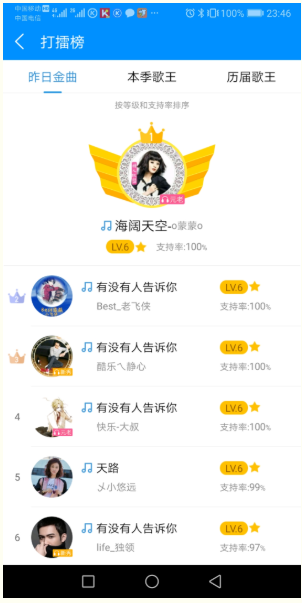 中国移动 HD 4G 2G 100% 23:46
中国电信
打擂榜
昨日金曲 本季歌王 历届歌王
按等级和支持率排序
1
海阔天空-o蒙蒙o
LV.6 支持率:100%
2 有没有人告诉你 LV.6
Best_老飞侠 支持率:100%
3 有没有人告诉你 LV.6
酷乐乀静心 支持率:100%
4 有没有人告诉你 LV.6
快乐-大叔 支持率:100%
5 天路 LV.6
乄小悠远 支持率:99%
6 有没有人告诉你 LV.6
life_独领 支持率:97%